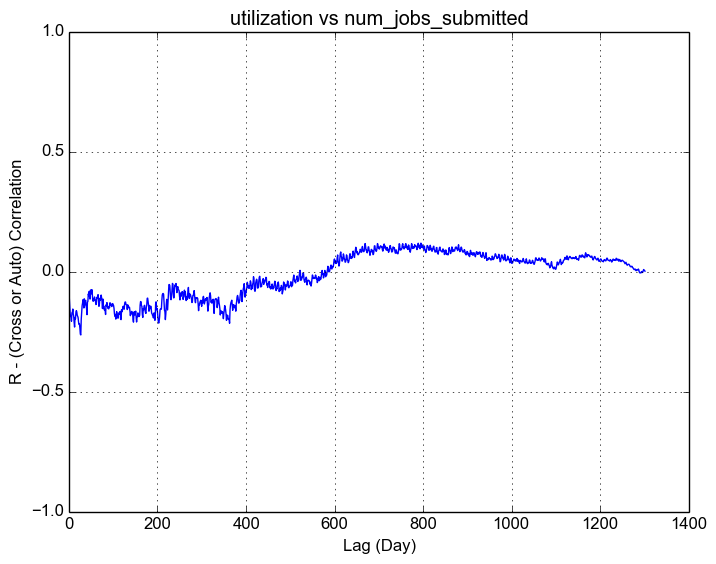 utilization vs num_jobs_submitted
1.0
0.5
0.0
−0.5
−1.0
R - (Cross or Auto) Correlation
0 200 400 600 800 1000 1200 1400
Lag (Day)